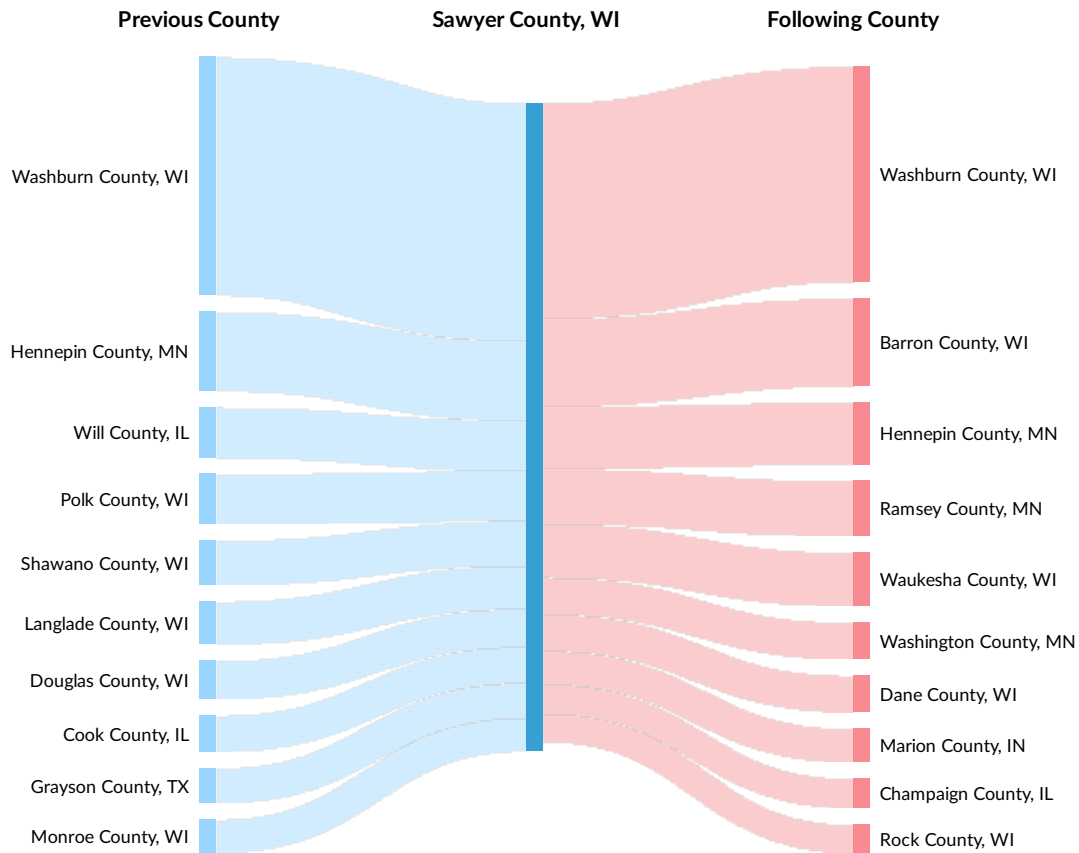 Previous County
Sawyer County, WI
Following County
Washburn County, WI
Hennepin County, MN
Will County, IL
Polk County, WI
Shawano County, WI
Langlade County, WI
Douglas County, WI
Cook County, IL
Grayson County, TX
Monroe County, WI
Washburn County, WI
Barron County, WI
Hennepin County, MN
Ramsey County, MN
Waukesha County, WI
Washington County, MN
Dane County, WI
Marion County, IN
Champaign County, IL
Rock County, WI